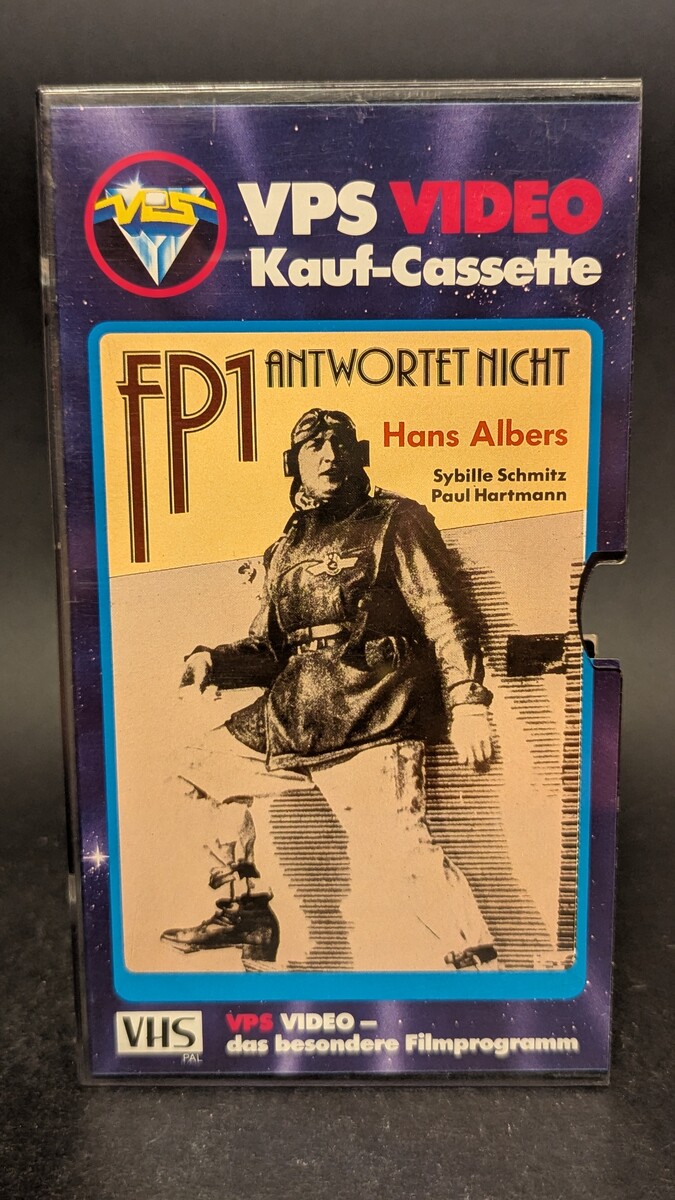 VPS
VPS VIDEO
Kauf-Cassette
FP1 ANTWORTET NICHT
Hans Albers
Sybille Schmitz
Paul Hartmann
VHS
PAL
VPS VIDEO –
das besondere Filmprogramm